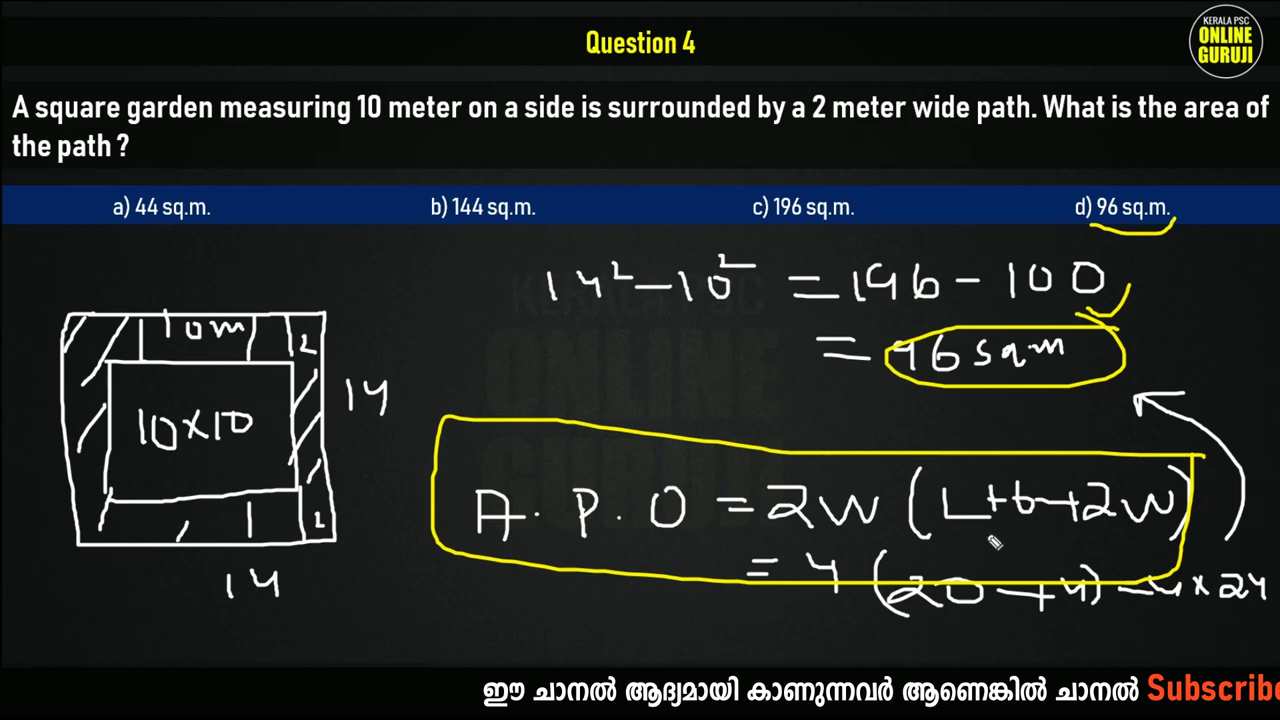 KERALA PSC
ONLINE
GURUJI
Question 4
A square garden measuring 10 meter on a side is surrounded by a 2 meter wide path. What is the area of
the path ?
a) 44 sq.m. b) 144 sq.m. c) 196 sq.m. d) 96 sq.m.
14² - 10² = 196 - 100
= 96 sqm
10m 2
14
10×10
2
14
A.P.O = 2W (L+b+2W)
= 4 (20+4) = 4×24
ഈ ചാനൽ ആദ്യമായി കാണുന്നവർ ആണെങ്കിൽ ചാനൽ Subscribe